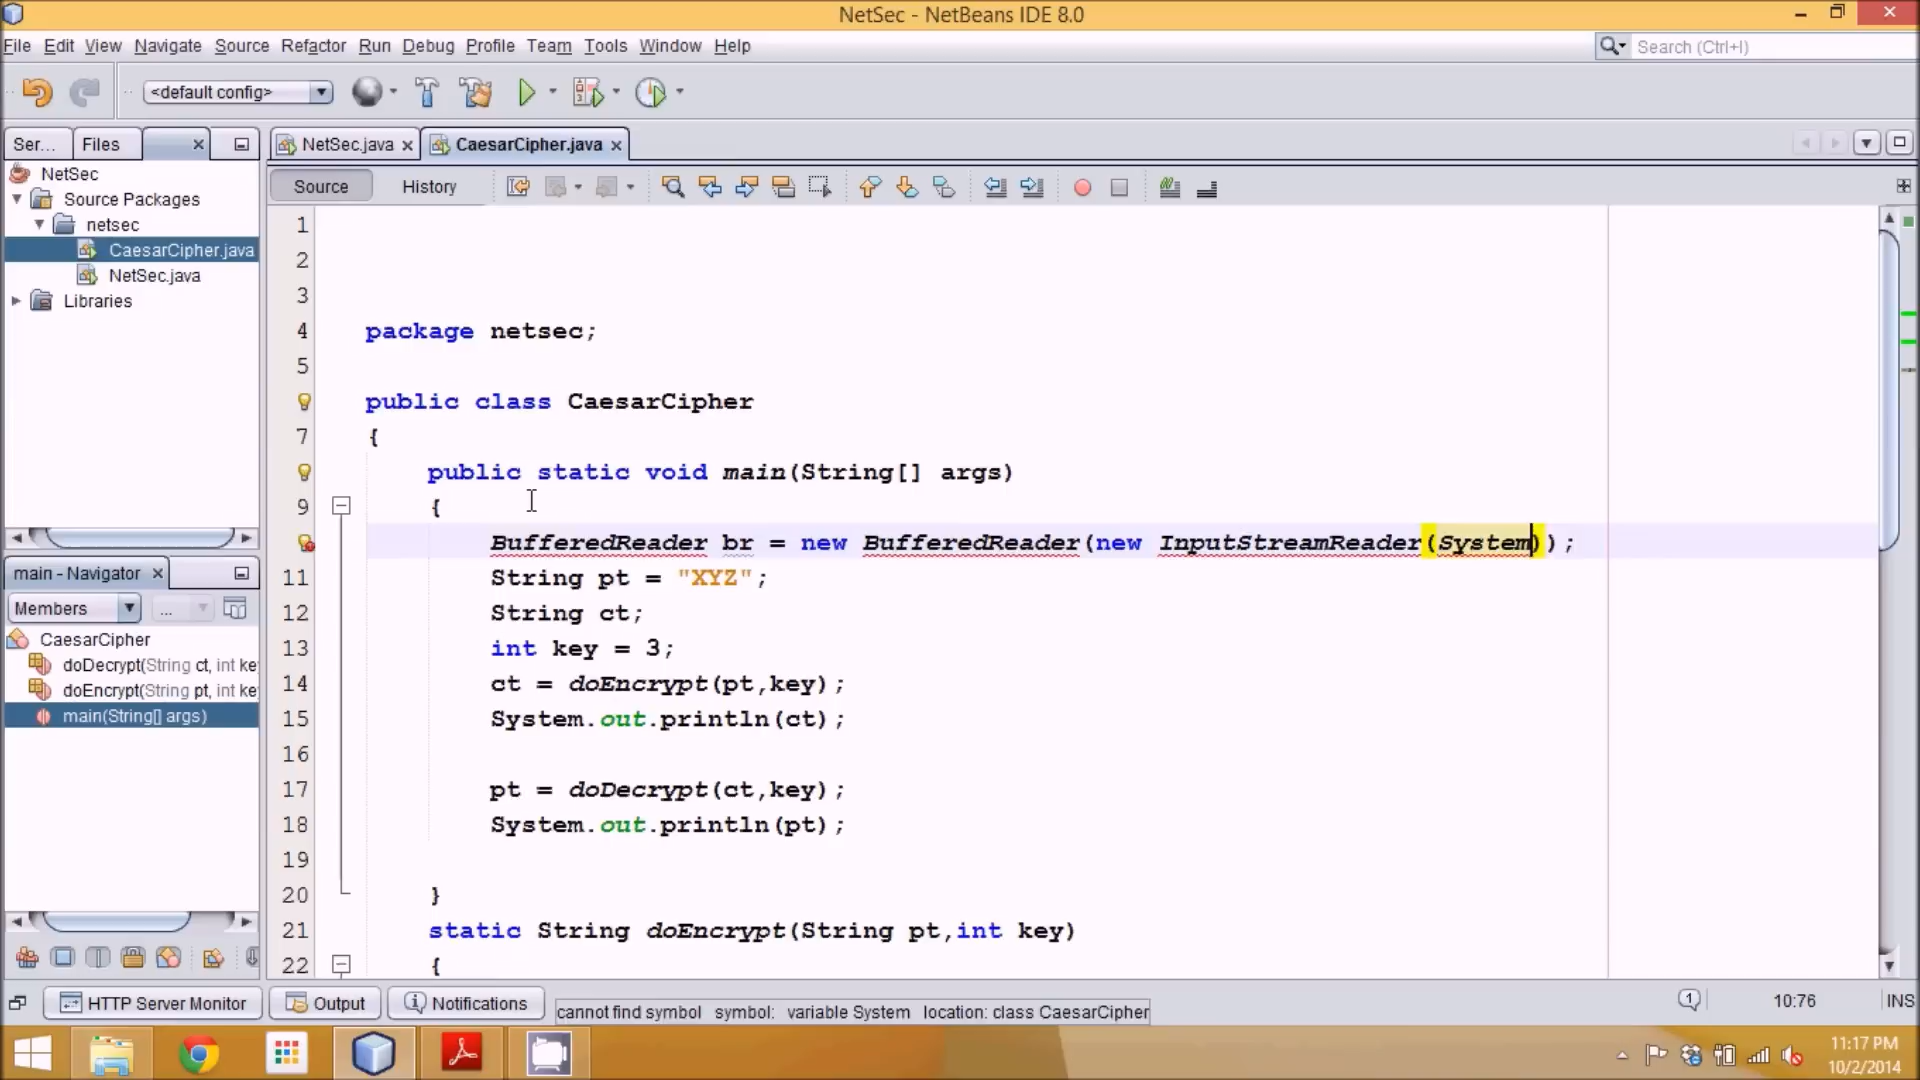 NetSec - NetBeans IDE 8.0
File Edit View Navigate Source Refactor Run Debug Profile Team Tools Window Help
Search (Ctrl+I)
<default config>
Ser... Files
NetSec.java CaesarCipher.java
NetSec
Source Packages
netsec
CaesarCipher.java
NetSec.java
Libraries
Source History
1
2
3
4 package netsec;
5
public class CaesarCipher
7 {
public static void main(String[] args)
9 {
BufferedReader br = new BufferedReader(new InputStreamReader(System));
11 String pt = "XYZ";
12 String ct;
13 int key = 3;
14 ct = doEncrypt(pt,key);
15 System.out.println(ct);
16
17 pt = doDecrypt(ct,key);
18 System.out.println(pt);
19
20 }
21 static String doEncrypt(String pt,int key)
22 {
main - Navigator
Members ...
CaesarCipher
doDecrypt(String ct, int ke
doEncrypt(String pt, int ke
main(String[] args)
HTTP Server Monitor Output Notifications
cannot find symbol symbol: variable System location: class CaesarCipher
1 10:76 INS
11:17 PM
10/2/2014